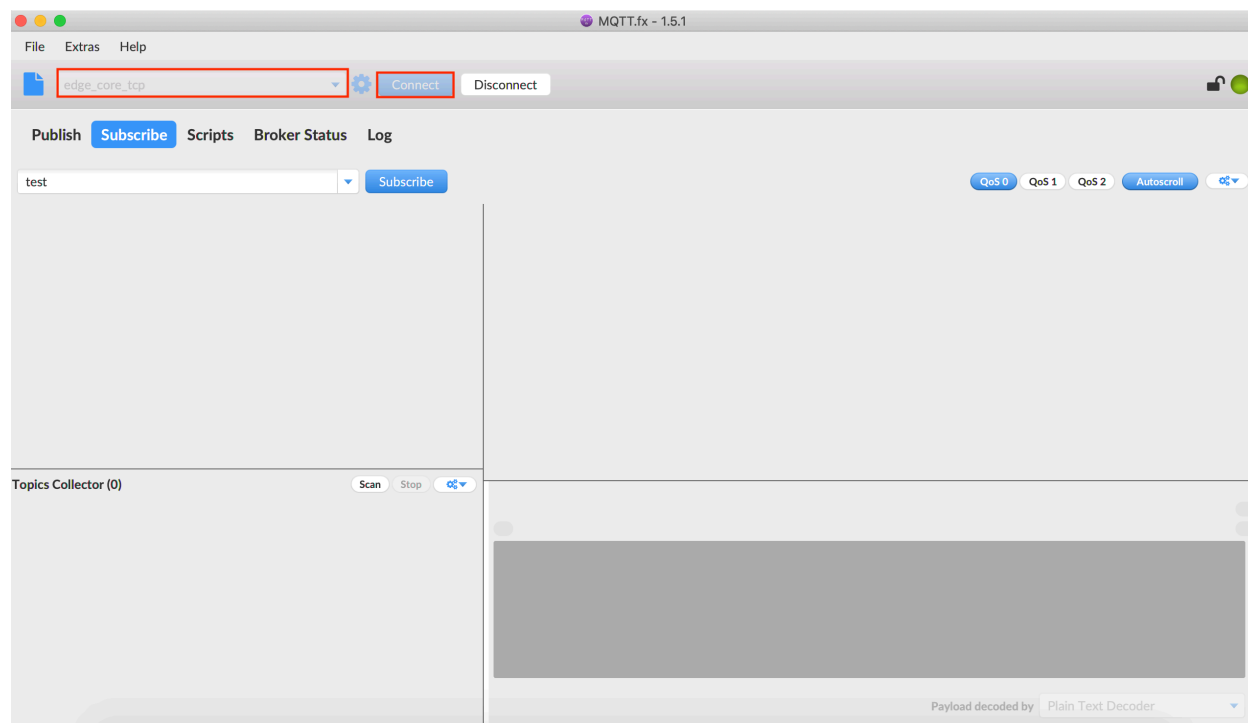 MQTT.fx - 1.5.1
File Extras Help
edge_core_tcp Connect Disconnect
Publish Subscribe Scripts Broker Status Log
test Subscribe QoS 0 QoS 1 QoS 2 Autoscroll
Topics Collector (0) Scan Stop
Payload decoded by Plain Text Decoder